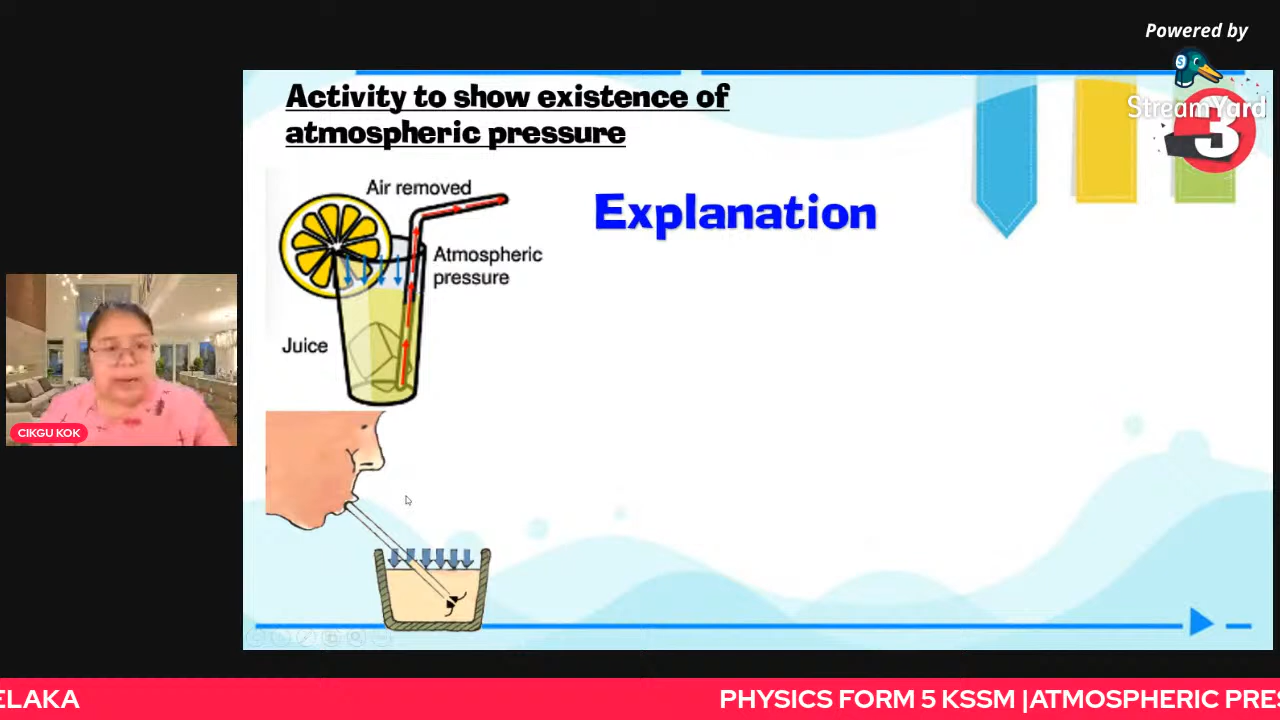 Powered by
StreamYard
3
Activity to show existence of
atmospheric pressure
Air removed
Explanation
Atmospheric
pressure
Juice
CIKGU KOK
ELAKA
PHYSICS FORM 5 KSSM |ATMOSPHERIC PRES